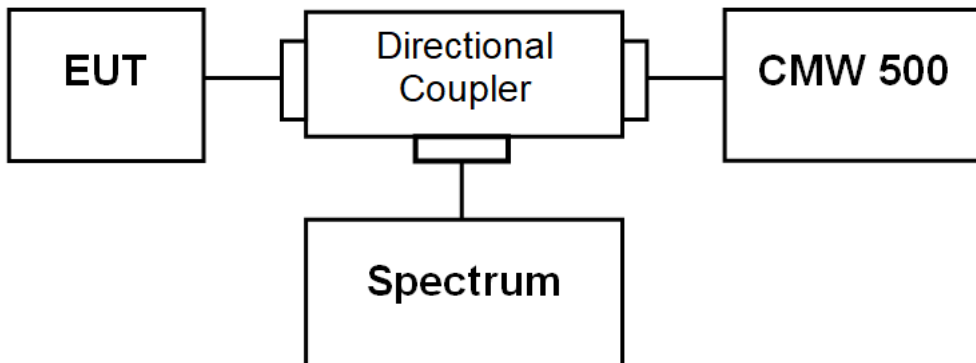 EUT
Directional
Coupler
CMW 500
Spectrum